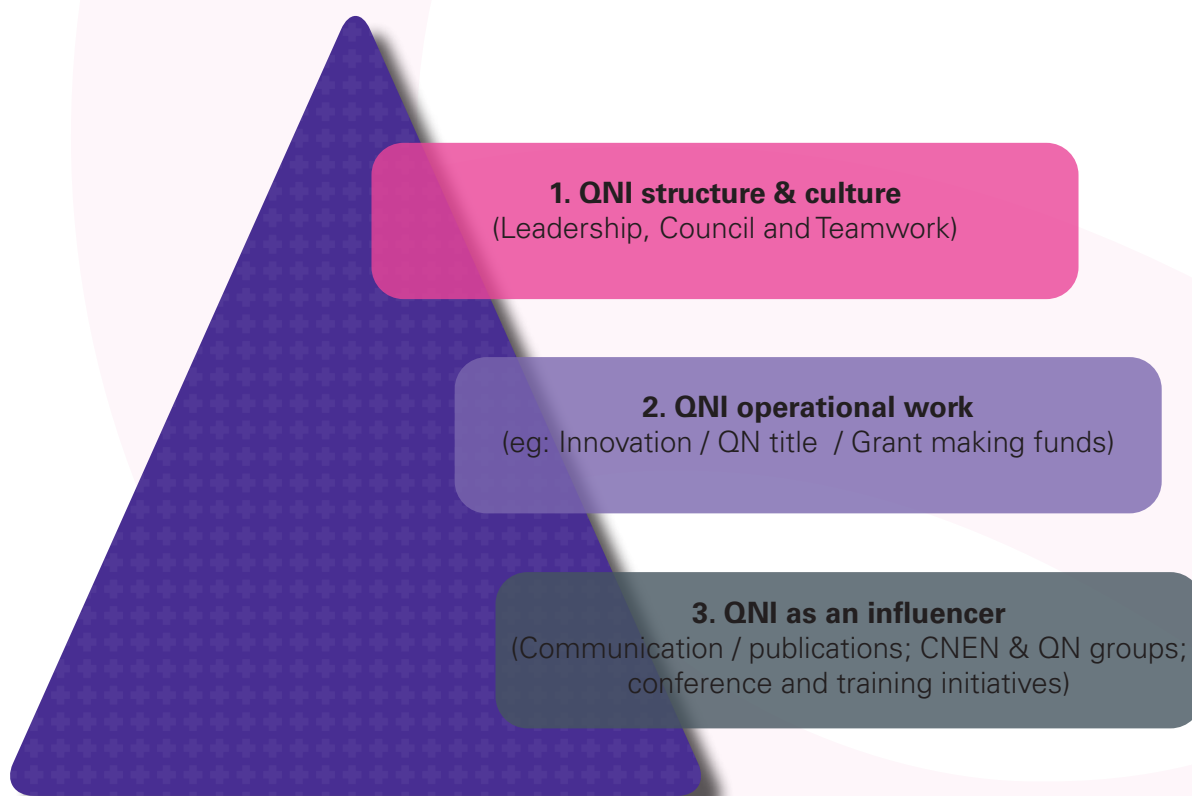 1. QNI structure & culture
(Leadership, Council and Teamwork)
2. QNI operational work
(eg: Innovation / QN title / Grant making funds)
3. QNI as an influencer
(Communication / publications; CNEN & QN groups;
conference and training initiatives)